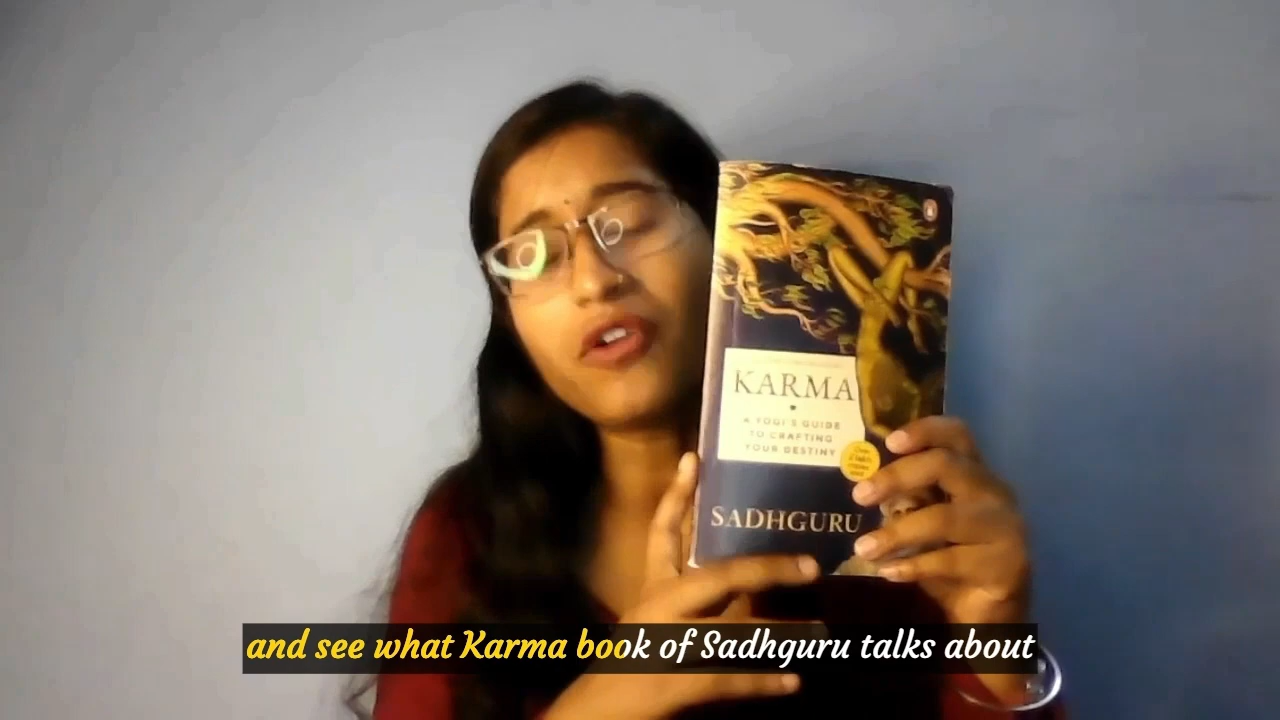 KARMA
A YOGI'S GUIDE
TO CRAFTING
YOUR DESTINY
SADHGURU
and see what Karma book of Sadhguru talks about